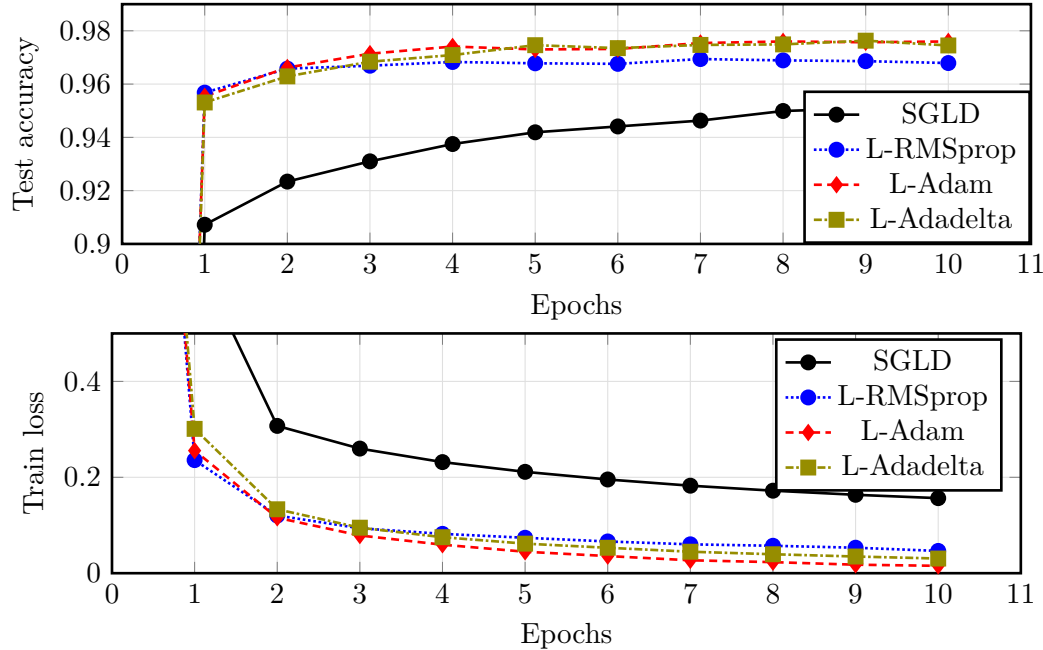 0.98
0.96
0.94
0.92
0.9
Test accuracy
SGLD
L-RMSprop
L-Adam
L-Adadelta
0 1 2 3 4 5 6 7 8 9 10 11
Epochs
0.4
0.2
0
Train loss
SGLD
L-RMSprop
L-Adam
L-Adadelta
0 1 2 3 4 5 6 7 8 9 10 11
Epochs